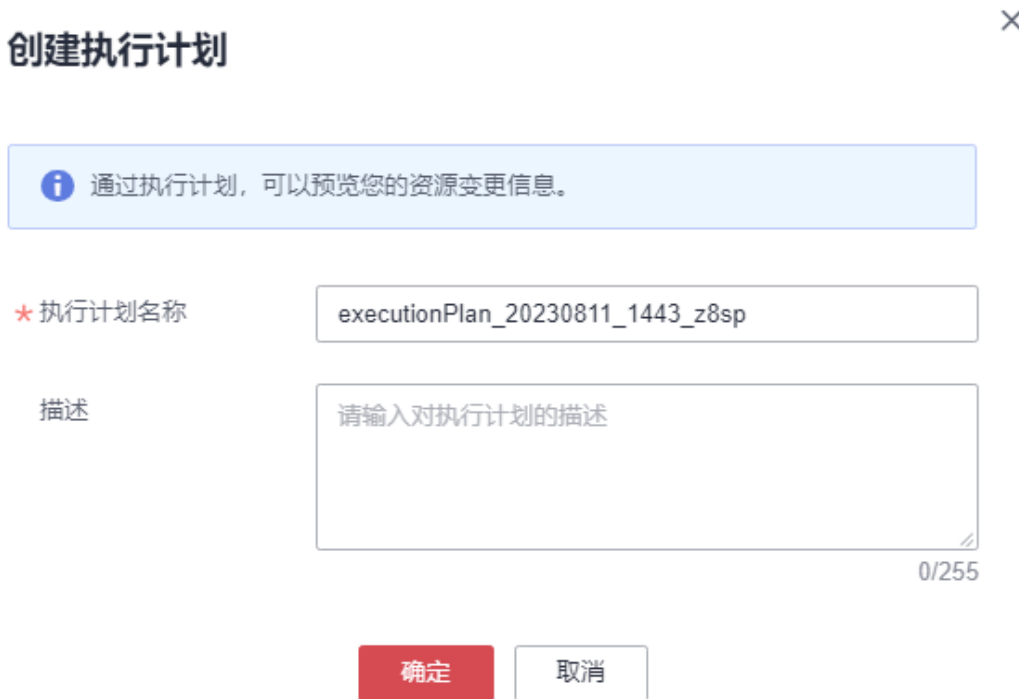 创建执行计划
通过执行计划，可以预览您的资源变更信息。
* 执行计划名称
executionPlan_20230811_1443_z8sp
描述
请输入对执行计划的描述
0/255
确定
取消